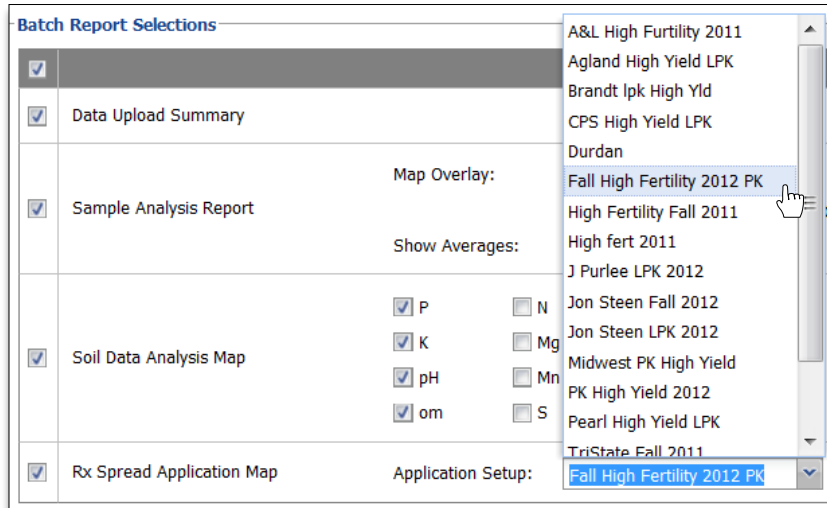 Batch Report Selections
Data Upload Summary
Sample Analysis Report
Map Overlay:
Show Averages:
Soil Data Analysis Map
P
N
K
Mg
pH
Mn
om
S
Rx Spread Application Map
Application Setup:
Fall High Fertility 2012 PK
A&L High Furtility 2011
Agland High Yield LPK
Brandt lpk High Yld
CPS High Yield LPK
Durdan
Fall High Fertility 2012 PK
High Fertility Fall 2011
High fert 2011
J Purlee LPK 2012
Jon Steen Fall 2012
Jon Steen LPK 2012
Midwest PK High Yield
PK High Yield 2012
Pearl High Yield LPK
TriState Fall 2011